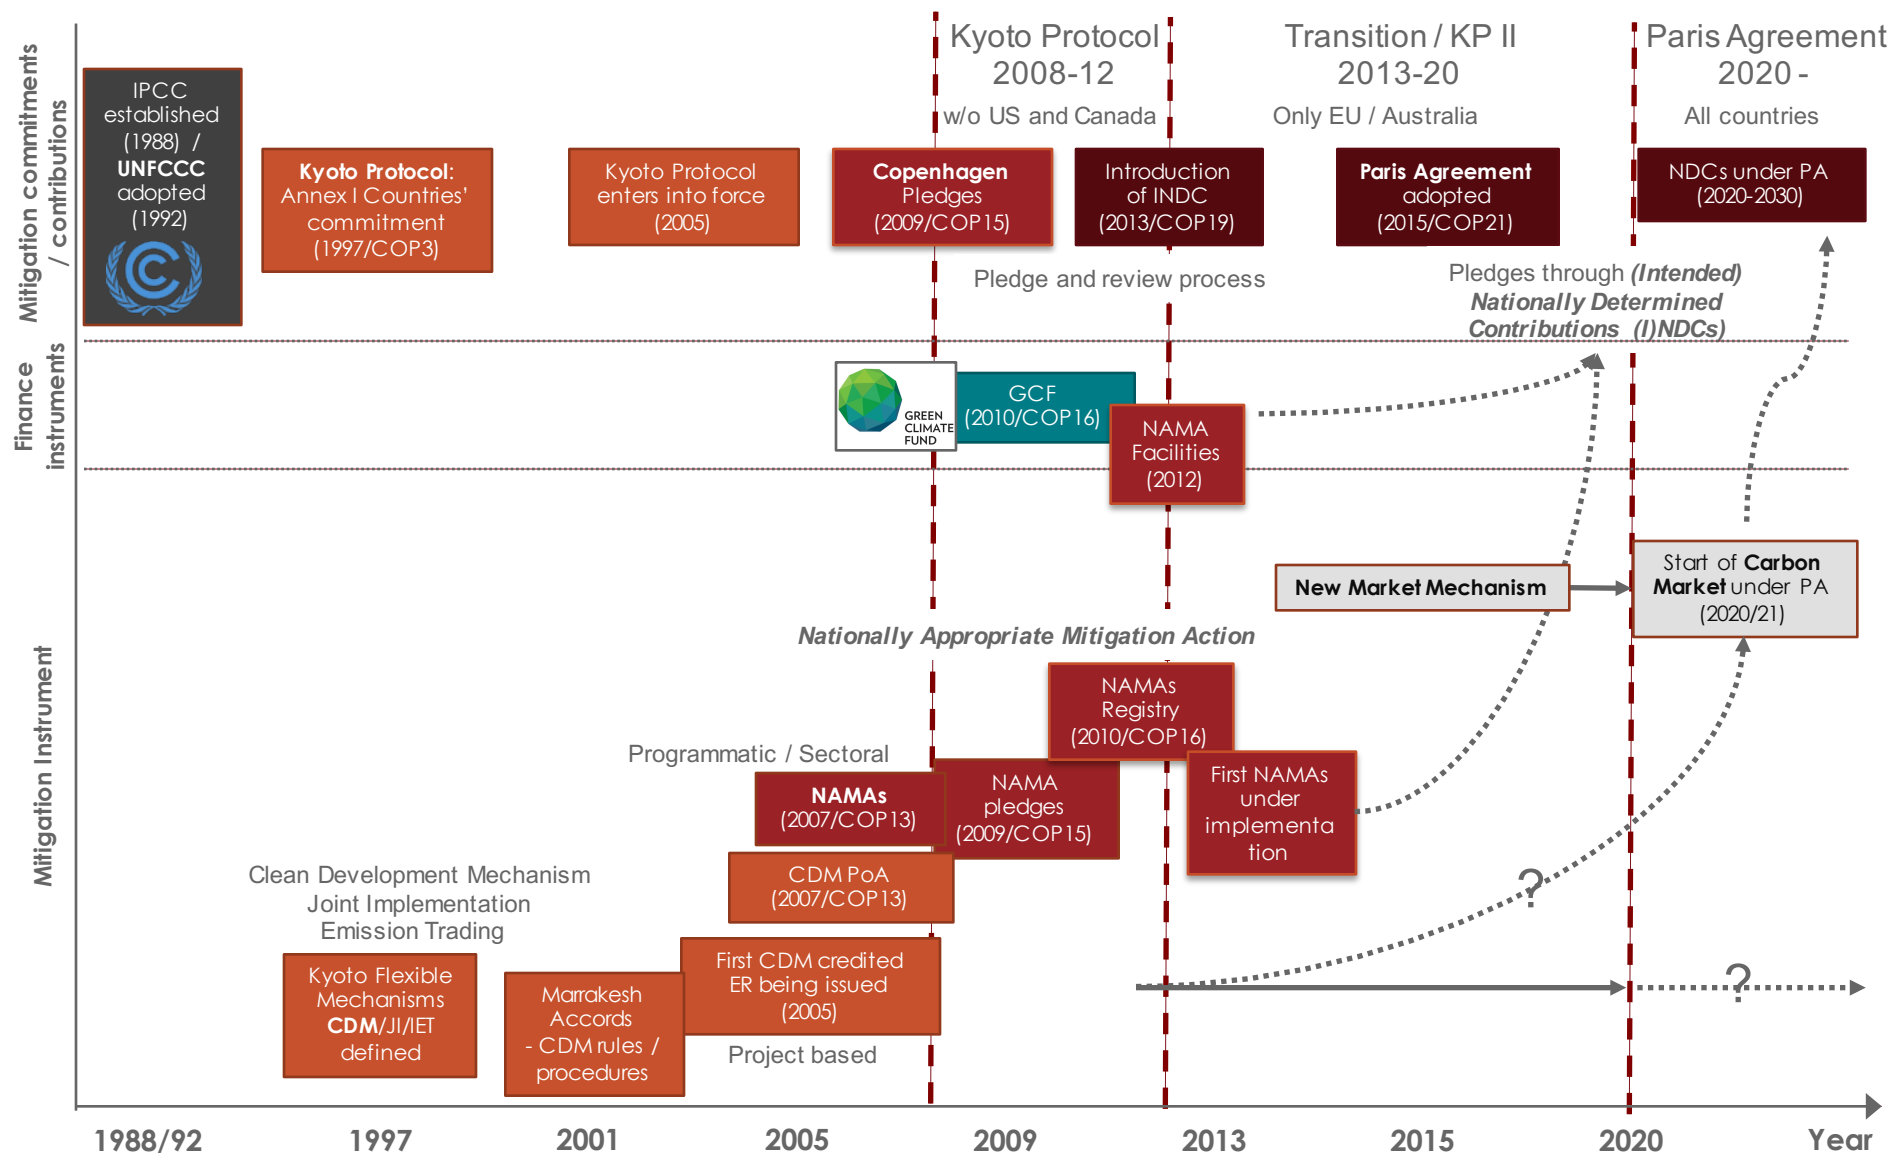 Kyoto Protocol
2008-12
w/o US and Canada
Transition / KP II
2013-20
Only EU / Australia
Paris Agreement
2020 -
All countries
Mitigation commitments
/ contributions
IPCC
established
(1988) /
UNFCCC
adopted
(1992)
Kyoto Protocol:
Annex I Countries'
commitment
(1997/COP3)
Kyoto Protocol
enters into force
(2005)
Copenhagen
Pledges
(2009/COP15)
Introduction
of INDC
(2013/COP19)
Paris Agreement
adopted
(2015/COP21)
NDCs under PA
(2020-2030)
Pledge and review process
Pledges through (Intended)
Nationally Determined
Contributions (I)NDCs)
Finance
instruments
GREEN
CLIMATE
FUND
GCF
(2010/COP16)
NAMA
Facilities
(2012)
Mitigation Instrument
New Market Mechanism
Start of Carbon
Market under PA
(2020/21)
Nationally Appropriate Mitigation Action
NAMAs
Registry
(2010/COP16)
Programmatic / Sectoral
NAMAs
(2007/COP13)
NAMA
pledges
(2009/COP15)
First NAMAs
under
implementa
tion
CDM PoA
(2007/COP13)
?
Clean Development Mechanism
Joint Implementation
Emission Trading
Kyoto Flexible
Mechanisms
CDM/JI/IET
defined
Marrakesh
Accords
- CDM rules /
procedures
First CDM credited
ER being issued
(2005)
Project based
?
1988/92
1997
2001
2005
2009
2013
2015
2020
Year